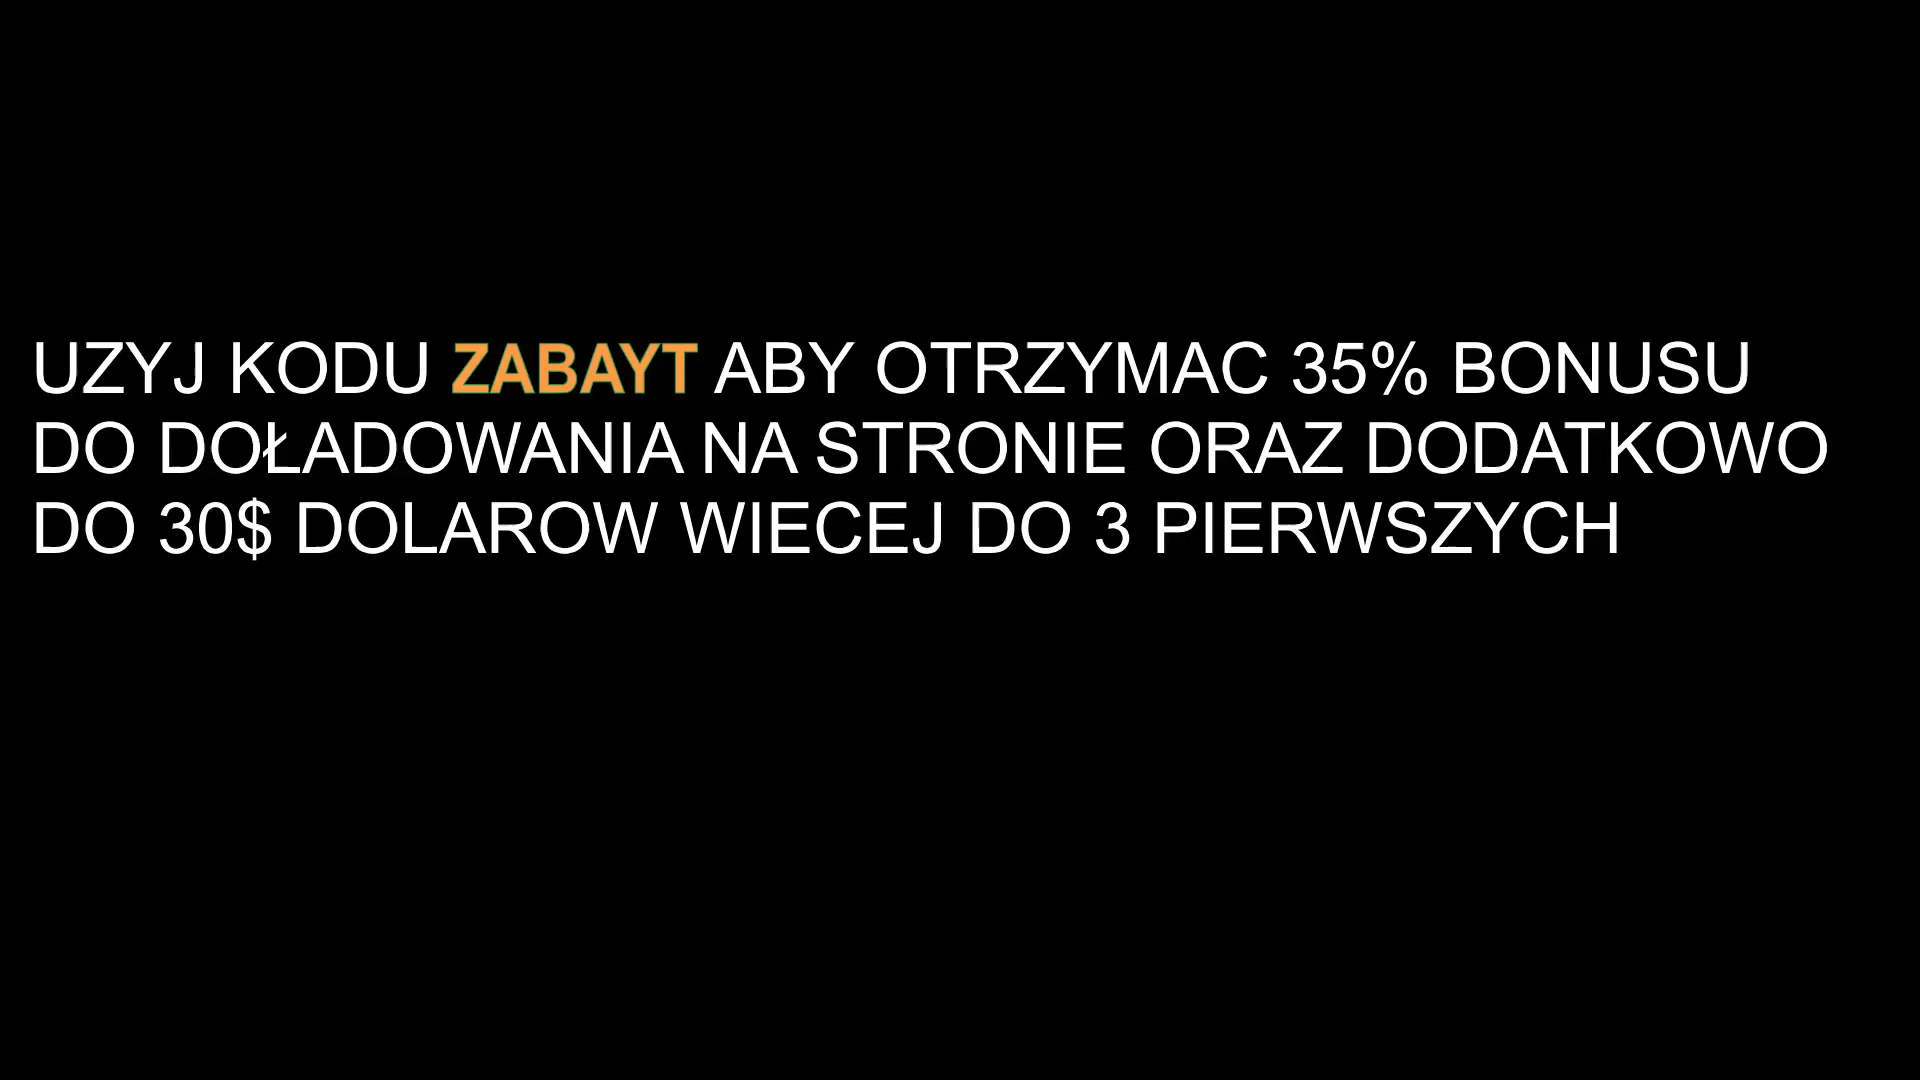 UZYJ KODU ZABAYT ABY OTRZYMAC 35% BONUSU
DO DOŁADOWANIA NA STRONIE ORAZ DODATKOWO
DO 30$ DOLAROW WIECEJ DO 3 PIERWSZYCH